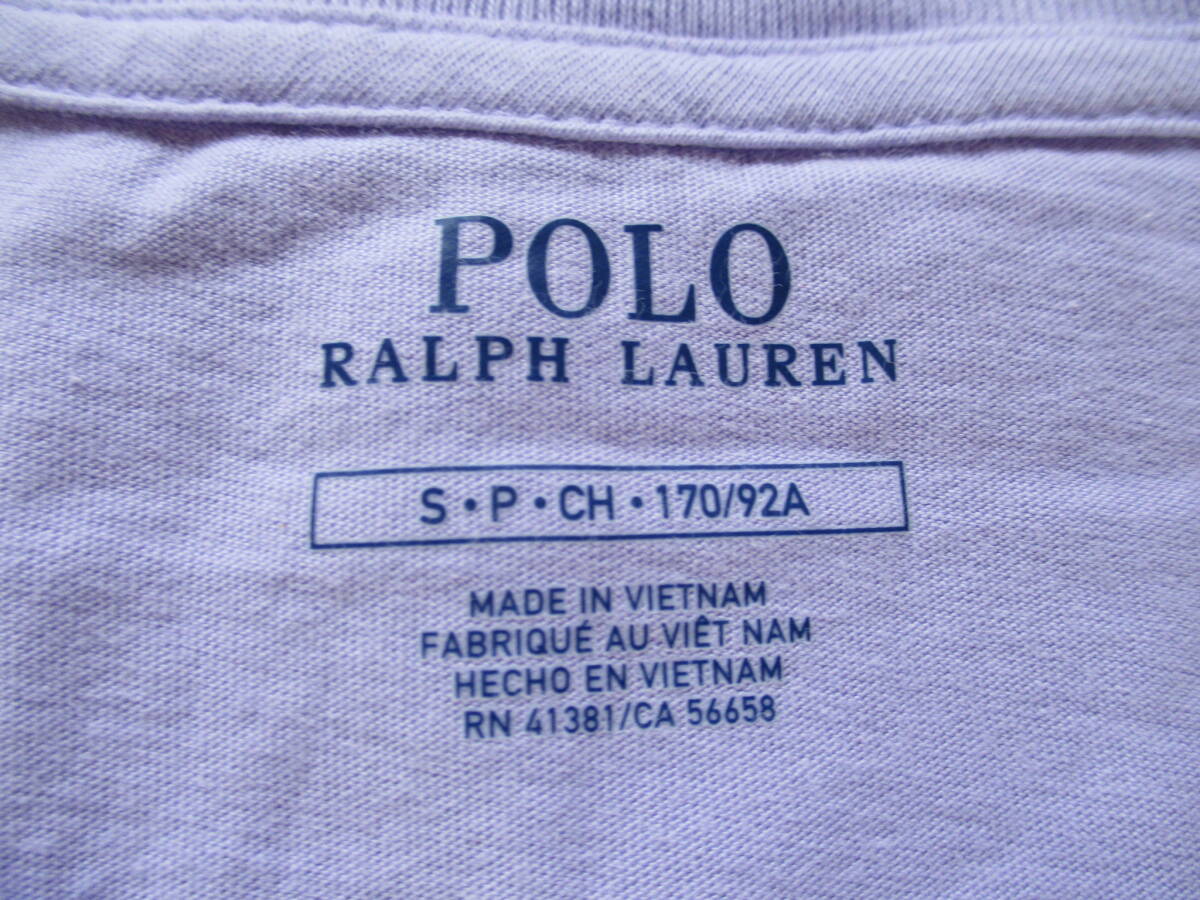 POLO
RALPH LAUREN
S • P • CH • 170/92A
MADE IN VIETNAM
FABRIQUÉ AU VIÊT NAM
HECHO EN VIETNAM
RN 41381/CA 56658